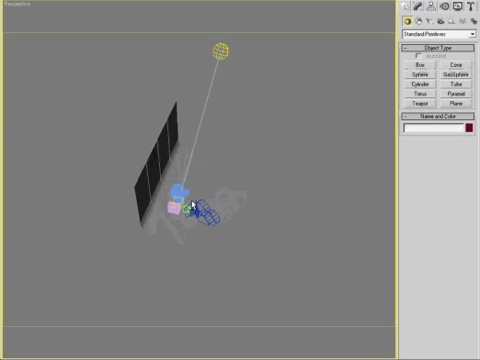 Perspective
Standard Primitives
Object Type
AutoGrid
Box
Cone
Sphere
GeoSphere
Cylinder
Tube
Torus
Pyramid
Teapot
Plane
Name and Color